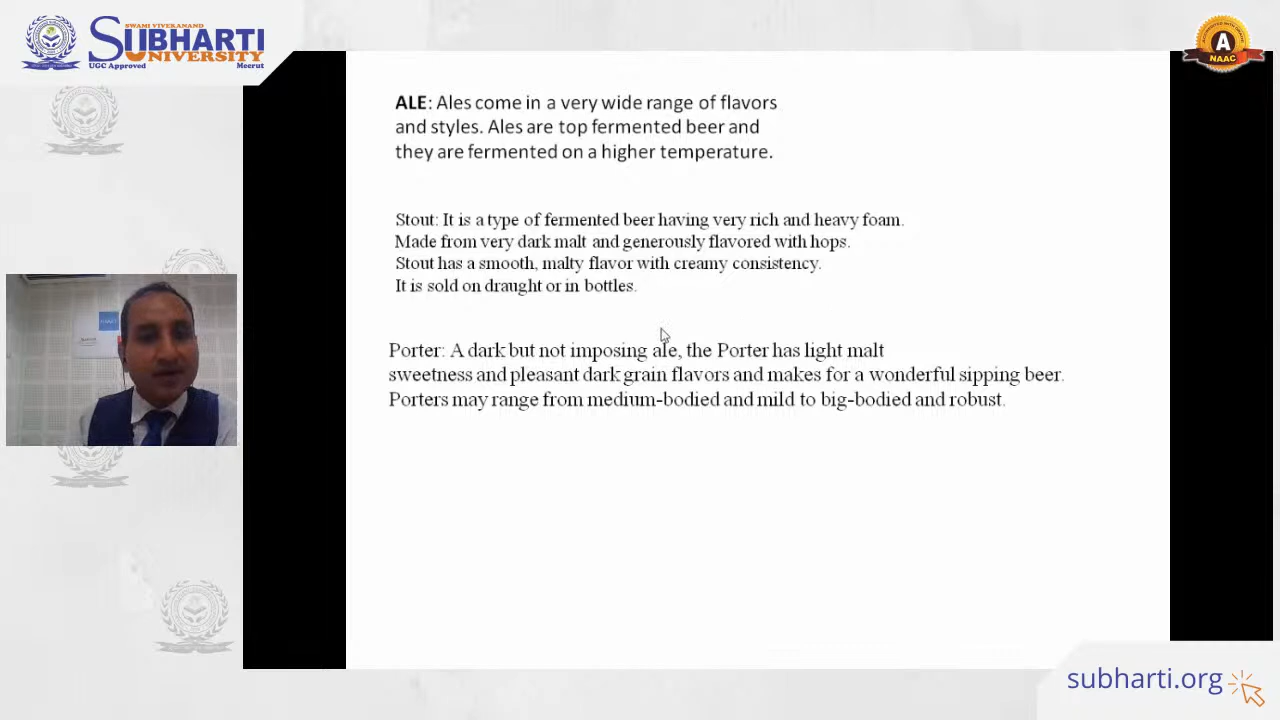 SWAMI VIVEKANAND
SUBHARTI
UNIVERSITY
UGC Approved Meerut
A
NAAC
ALE: Ales come in a very wide range of flavors
and styles. Ales are top fermented beer and
they are fermented on a higher temperature.
Stout: It is a type of fermented beer having very rich and heavy foam.
Made from very dark malt and generously flavored with hops.
Stout has a smooth, malty flavor with creamy consistency.
It is sold on draught or in bottles.
Porter: A dark but not imposing ale, the Porter has light malt
sweetness and pleasant dark grain flavors and makes for a wonderful sipping beer.
Porters may range from medium-bodied and mild to big-bodied and robust.
subharti.org